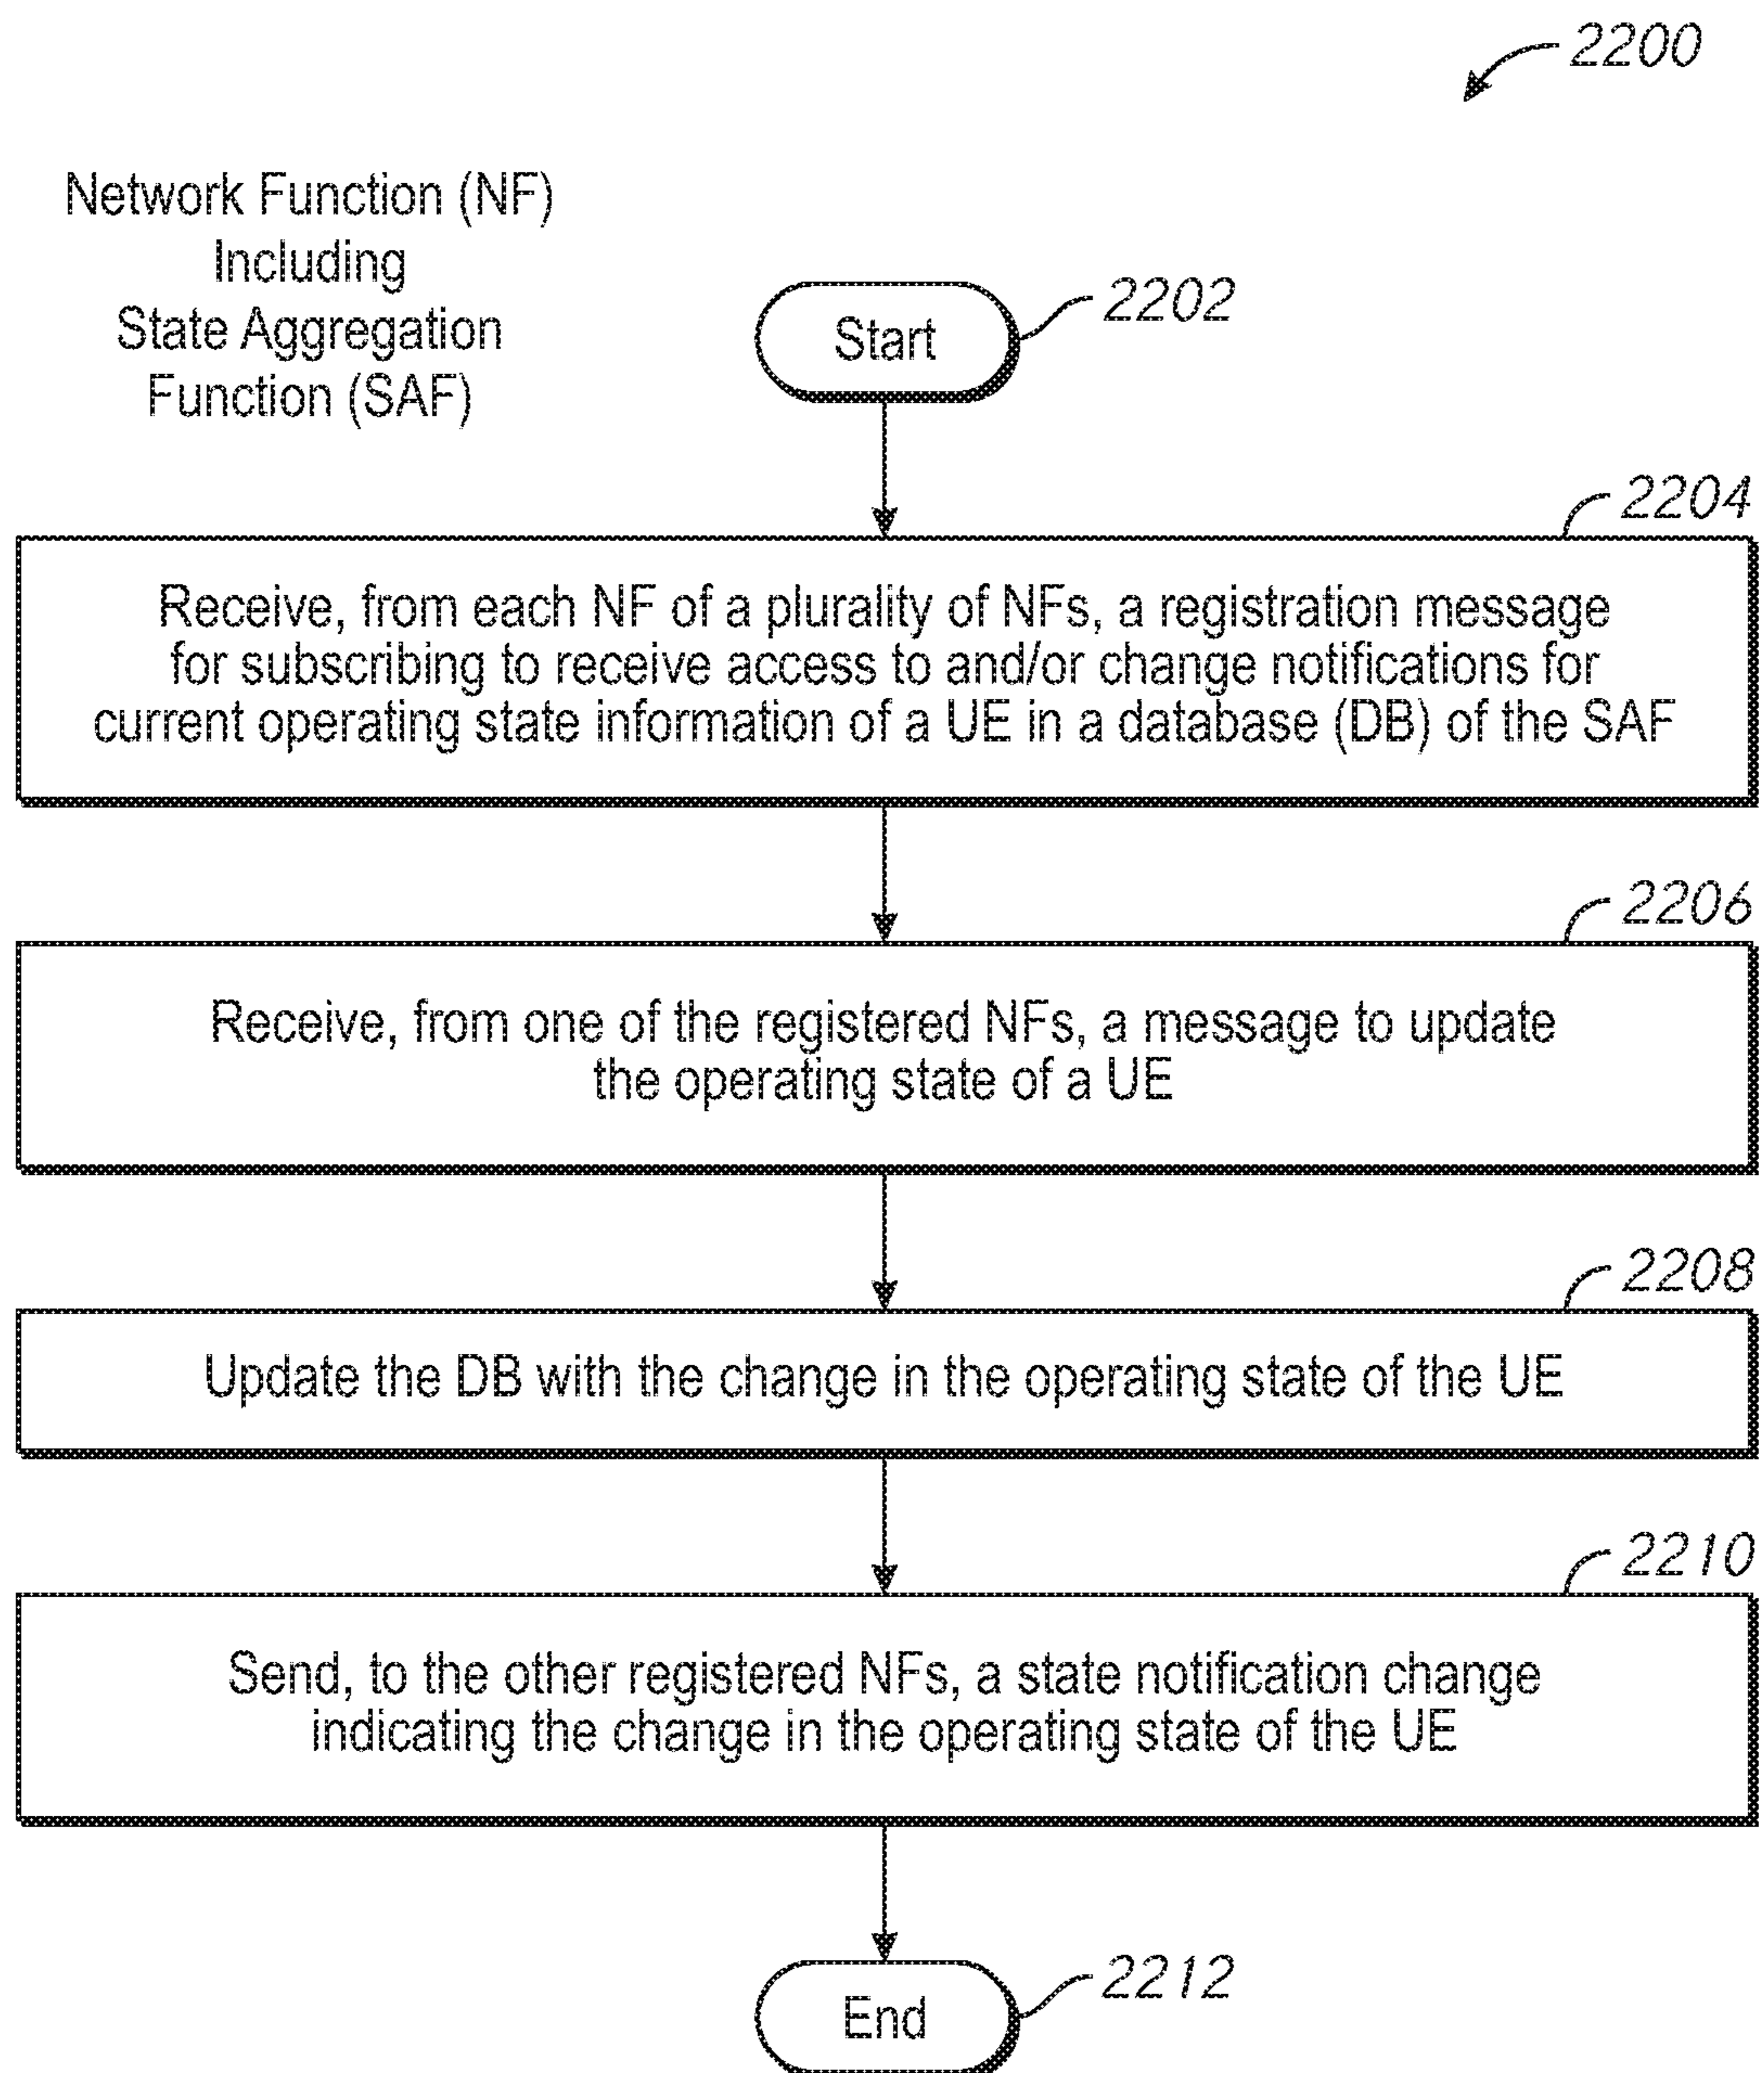 2200
Network Function (NF)
Including
State Aggregation
Function (SAF)
Start
2202
2204
Receive, from each NF of a plurality of NFs, a registration message
for subscribing to receive access to and/or change notifications for
current operating state information of a UE in a database (DB) of the SAF
2206
Receive, from one of the registered NFs, a message to update
the operating state of a UE
2208
Update the DB with the change in the operating state of the UE
2210
Send, to the other registered NFs, a state notification change
indicating the change in the operating state of the UE
End
2212